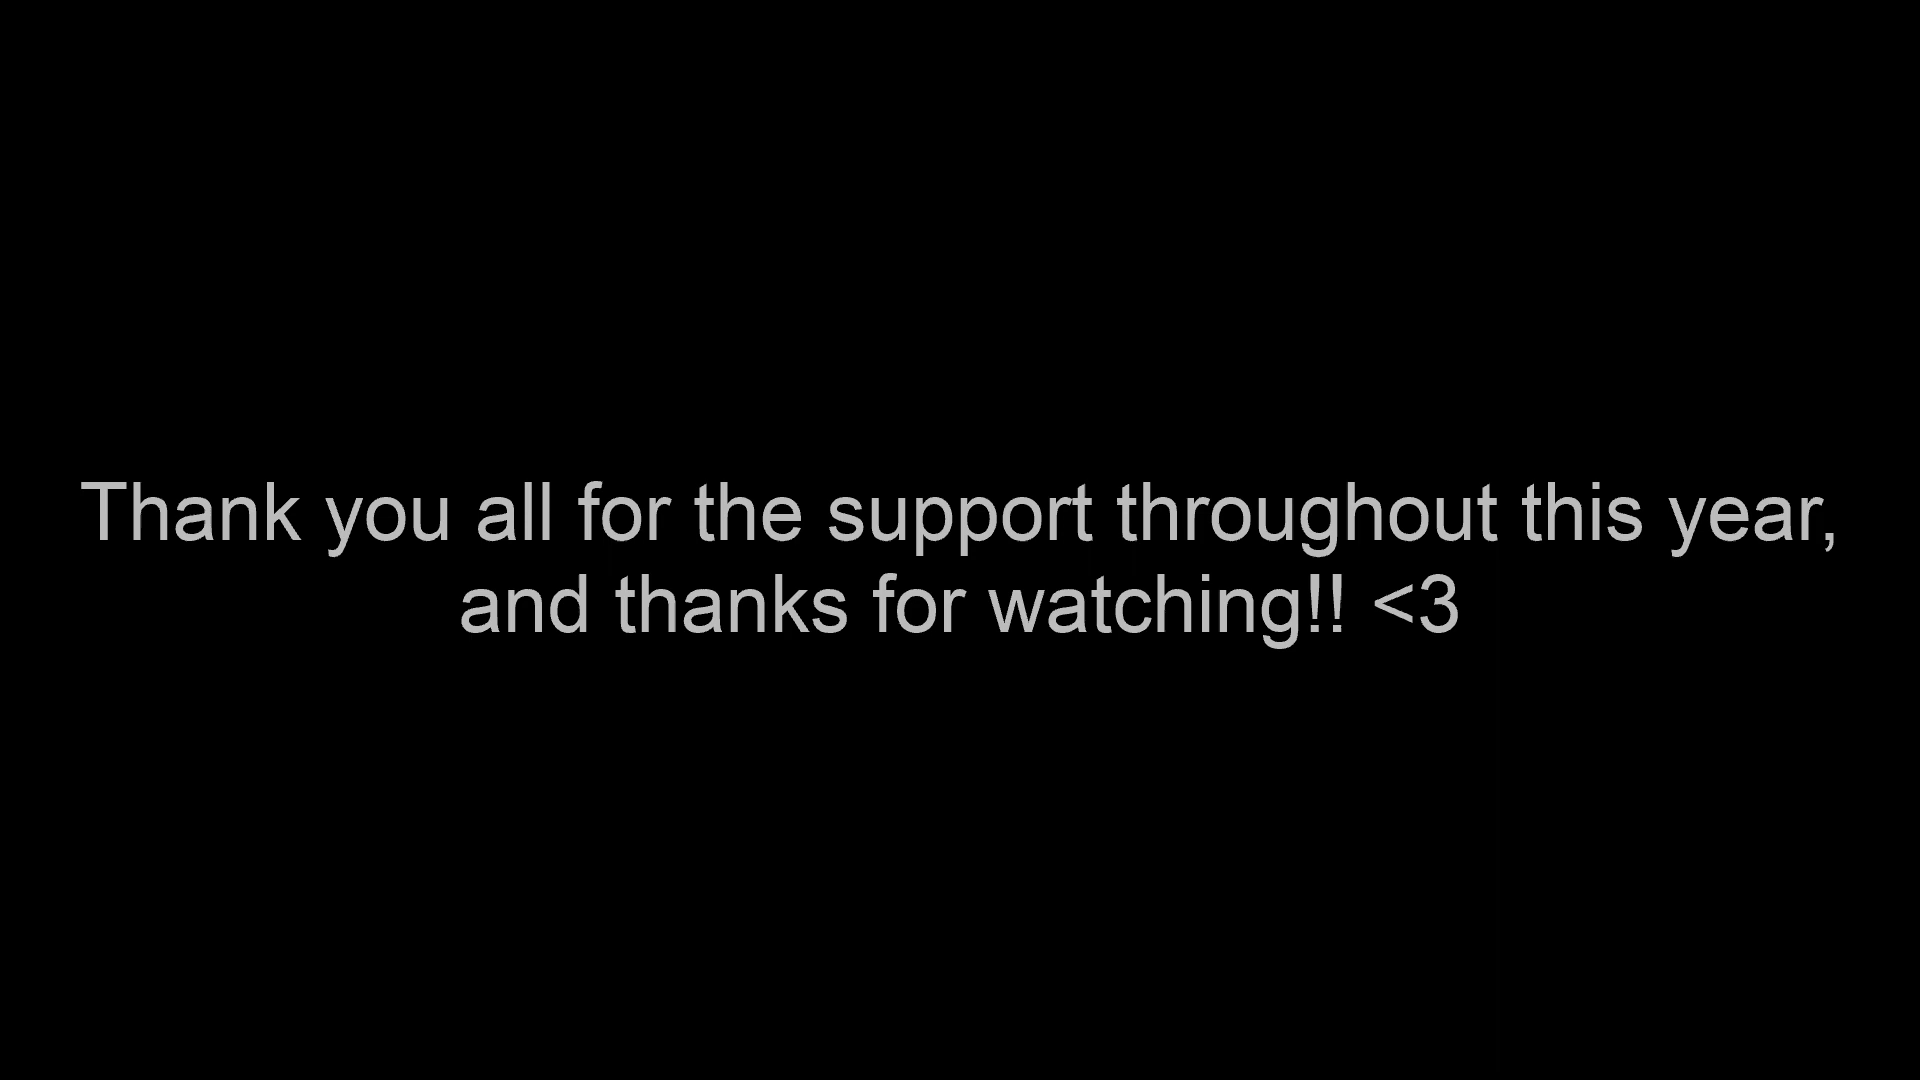 Thank you all for the support throughout this year,
and thanks for watching!! <3